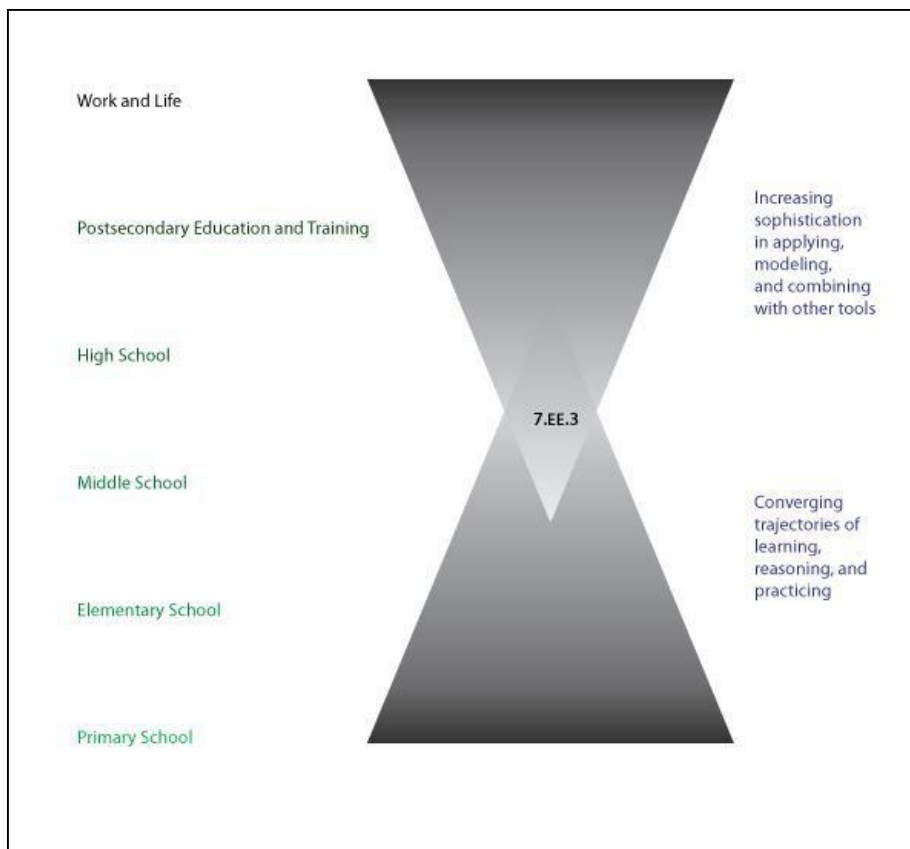 Work and Life
Increasing
sophistication
in applying,
modeling,
and combining
with other tools
Postsecondary Education and Training
High School
7.EE.3
Middle School
Converging
trajectories of
learning,
reasoning, and
practicing
Elementary School
Primary School